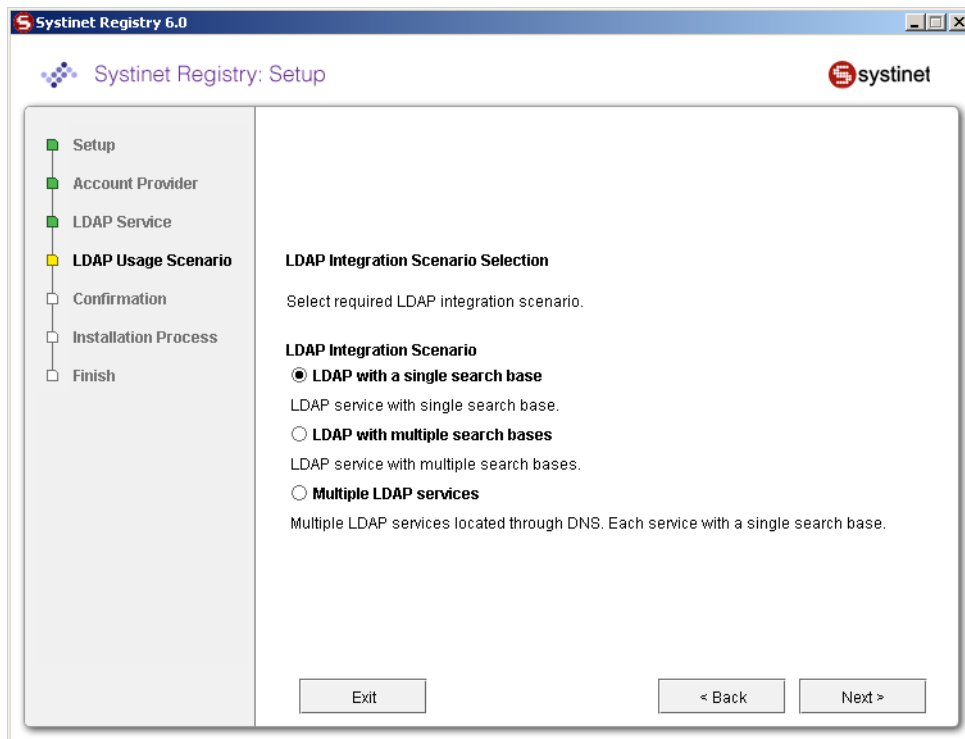 Systinet Registry 6.0
Systinet Registry: Setup
systinet
Setup
Account Provider
LDAP Service
LDAP Usage Scenario
Confirmation
Installation Process
Finish
LDAP Integration Scenario Selection
Select required LDAP integration scenario.
LDAP Integration Scenario
LDAP with a single search base
LDAP service with single search base.
LDAP with multiple search bases
LDAP service with multiple search bases.
Multiple LDAP services
Multiple LDAP services located through DNS. Each service with a single search base.
Exit
< Back
Next >